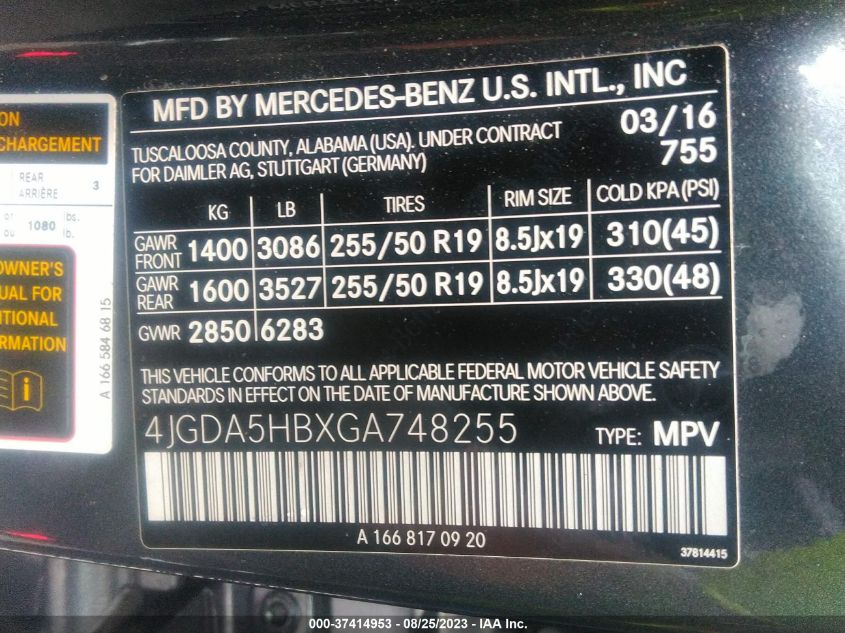 ON
CHARGEMENT
REAR
ARRIÈRE 3
or 1080 lbs.
ou lb.
OWNER'S
UAL FOR
ITIONAL
ORMATION
A 166 584 68 15
MFD BY MERCEDES-BENZ U.S. INTL., INC
TUSCALOOSA COUNTY, ALABAMA (USA). UNDER CONTRACT 03/16
FOR DAIMLER AG, STUTTGART (GERMANY) 755
KG LB TIRES RIM SIZE COLD KPA (PSI)
GAWR FRONT 1400 3086 255/50 R19 8.5Jx19 310(45)
GAWR REAR 1600 3527 255/50 R19 8.5Jx19 330(48)
GVWR 2850 6283
THIS VEHICLE CONFORMS TO ALL APPLICABLE FEDERAL MOTOR VEHICLE SAFETY
STANDARDS IN EFFECT ON THE DATE OF MANUFACTURE SHOWN ABOVE.
4JGDA5HBXGA748255 TYPE: MPV
A 166 817 09 20
37814415
000-37414953 - 08/25/2023 - IAA Inc.